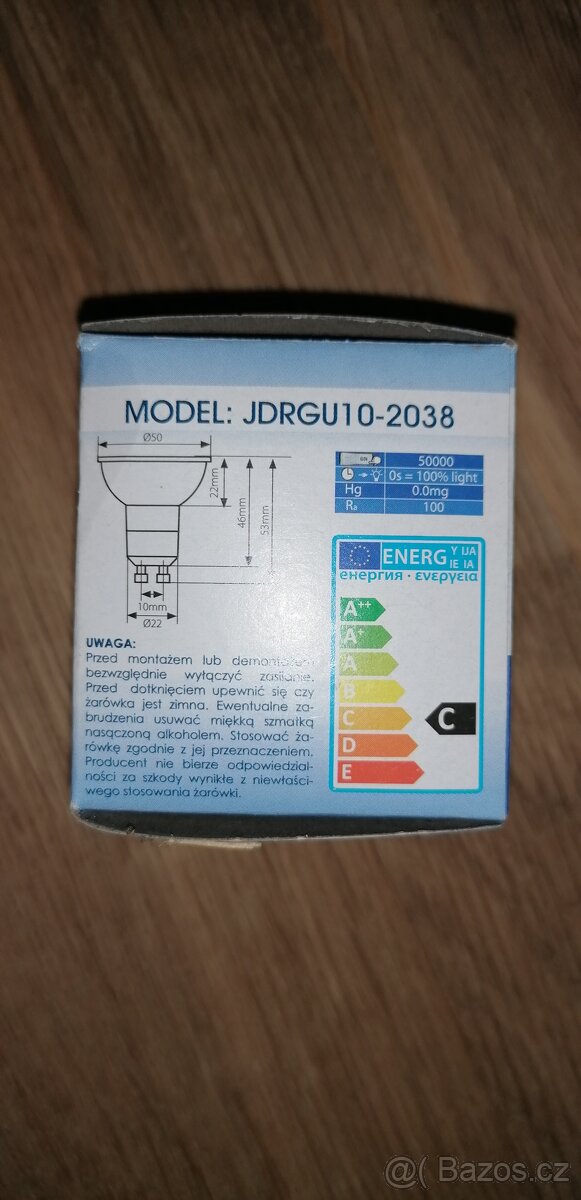 MODEL: JDRGU10-2038
Ø50
22mm
46mm
53mm
10mm
Ø22
50000
0s = 100% light
Hg 0.0mg
Ra 100
ENERG Y IJA
IE IA
енергия · ενεργεια
A++
A+
A
B
C
D
E
C
UWAGA:
Przed montażem lub demontażem
bezwzględnie wyłączyć zasilanie.
Przed dotknięciem upewnić się czy
żarówka jest zimna. Ewentualne za-
brudzenia usuwać miękką szmatką
nasączoną alkoholem. Stosować ża-
rówkę zgodnie z jej przeznaczeniem.
Producent nie bierze odpowiedzial-
ności za szkody wynikłe z niewłaści-
wego stosowania żarówki.
@( Bazos.cz